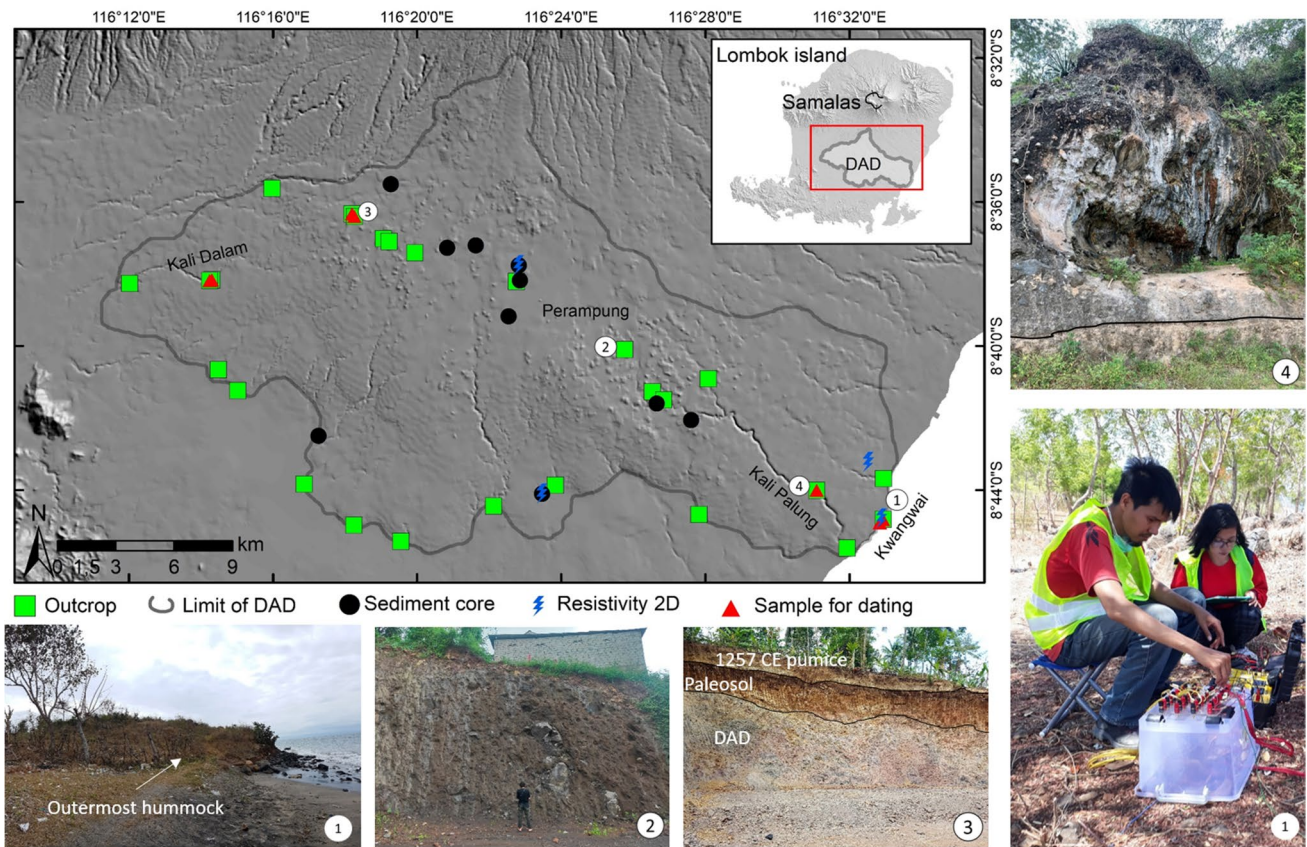 116°12'0"E 116°16'0"E 116°20'0"E 116°24'0"E 116°28'0"E 116°32'0"E
8°32'0"S
8°36'0"S
8°40'0"S
8°44'0"S
Lombok island
Samalas
DAD
3
Kali Dalam
Perampung
2
Kali Palung
4
1
Kwangwai
N
km
0 1,5 3 6 9
Outcrop
Limit of DAD
Sediment core
Resistivity 2D
Sample for dating
Outermost hummock
1
2
1257 CE pumice
Paleosol
DAD
3
4
1